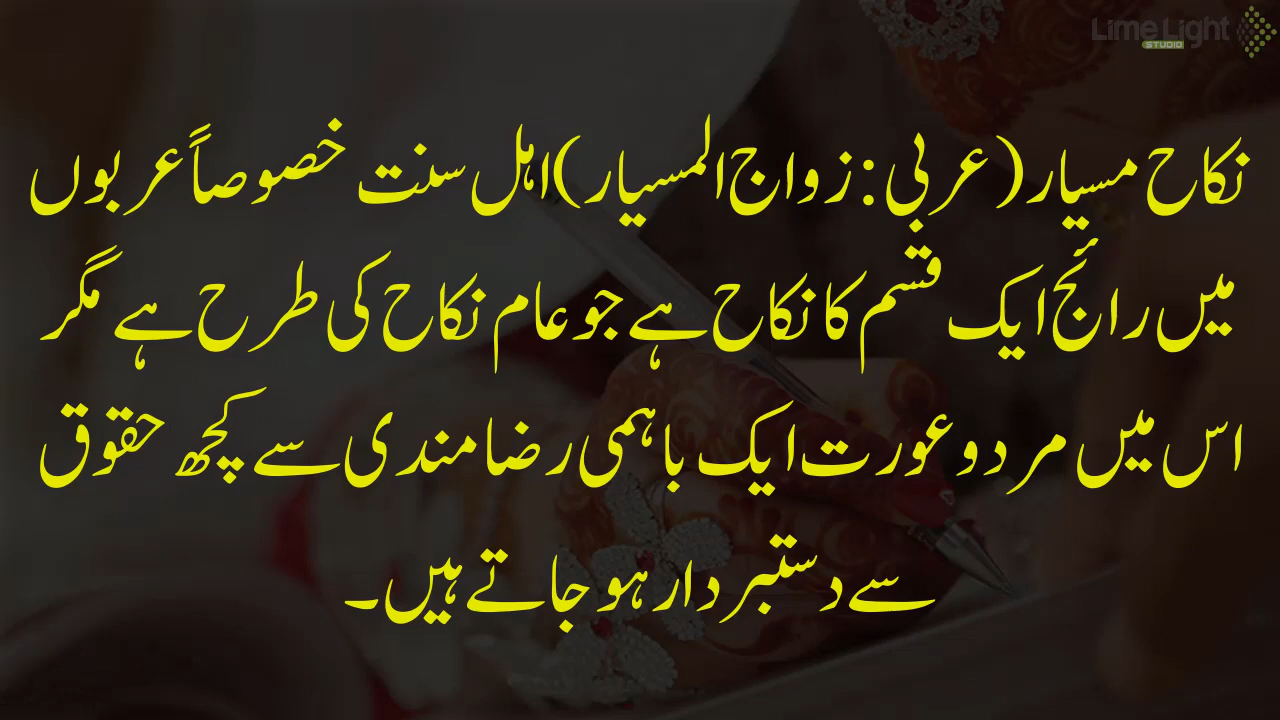 Lime Light
STUDIO
نکاح مسیار (عربی: زواج المسیار) اہل سنت خصوصاً عربوں
میں رائج ایک قسم کا نکاح ہے جو عام نکاح کی طرح ہے مگر
اس میں مرد و عورت ایک باہمی رضامندی سے کچھ حقوق
سے دستبردار ہو جاتے ہیں۔